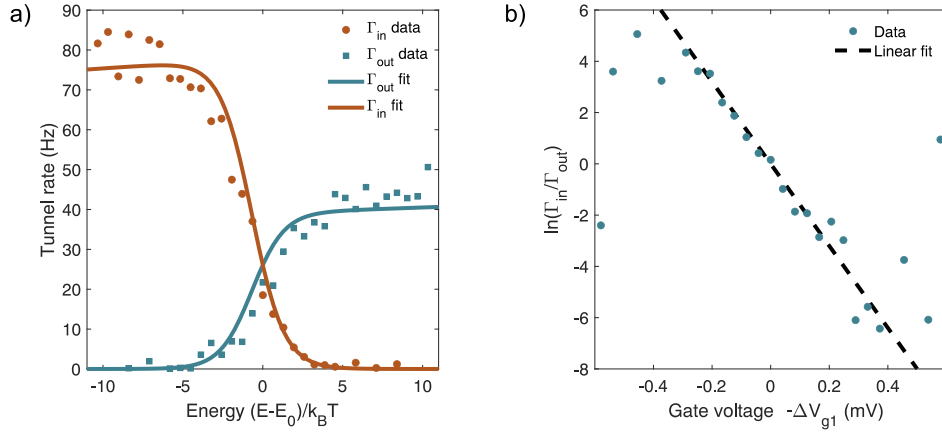 a)
Γin data
Γout data
Γout fit
Γin fit
90
80
70
60
50
40
30
20
10
0
-10
-5
0
5
10
Tunnel rate (Hz)
Energy (E-E0)/kBT
b)
Data
Linear fit
6
4
2
0
-2
-4
-6
-8
-0.4
-0.2
0
0.2
0.4
ln(Γin/Γout)
Gate voltage -ΔVg1 (mV)